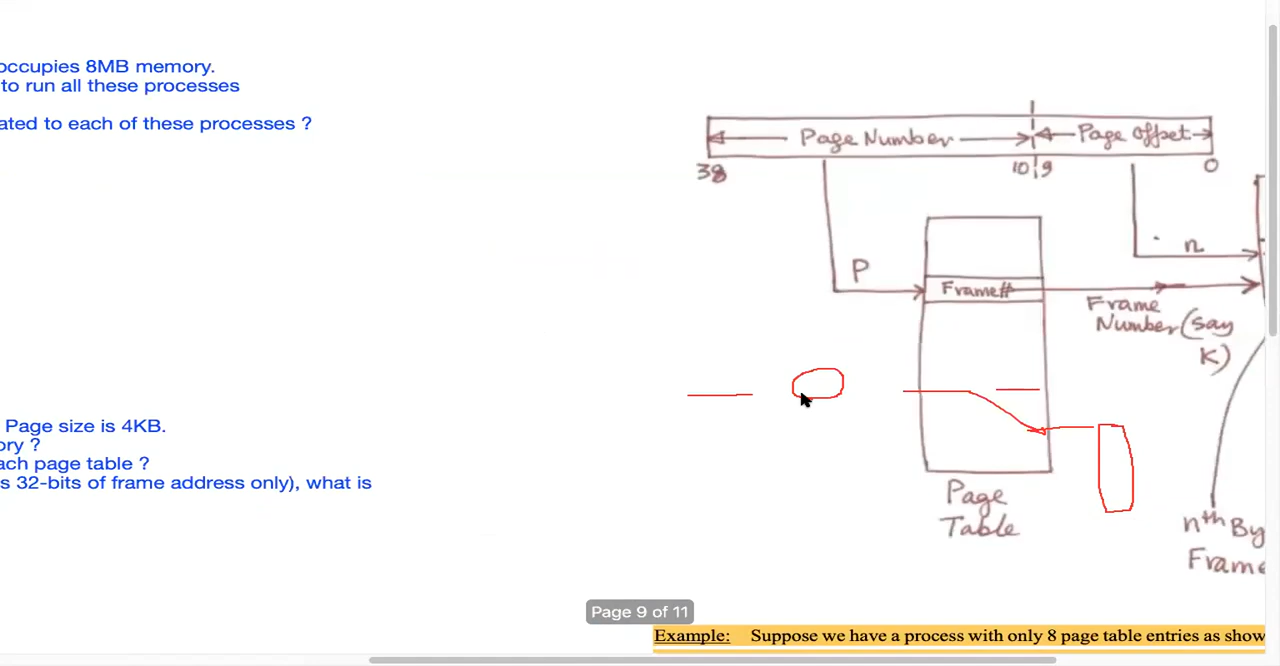 occupies 8MB memory.
to run all these processes
ated to each of these processes ?
Page Number
Page Offset
38
10
9
0
P
n
Frame#
Frame
Number (say
K)
Page size is 4KB.
ory ?
ach page table ?
s 32-bits of frame address only), what is
Page
Table
nth By
Frame
Page 9 of 11
Example: Suppose we have a process with only 8 page table entries as show